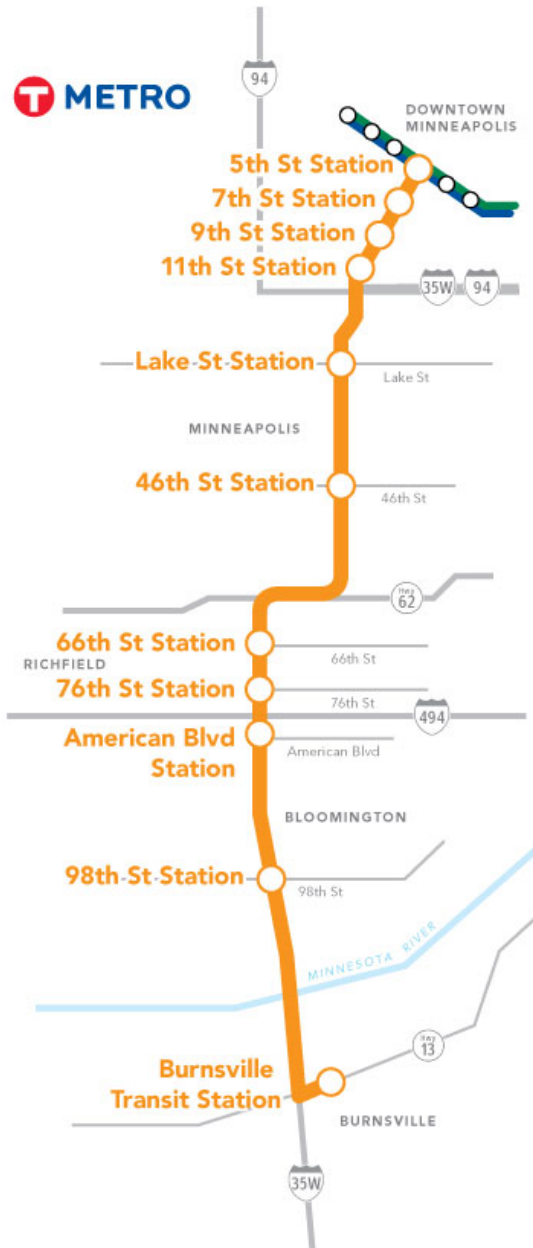 94
T METRO
DOWNTOWN
MINNEAPOLIS
5th St Station
7th St Station
9th St Station
11th St Station
35W
94
Lake St Station
Lake St
MINNEAPOLIS
46th St Station
46th St
Hwy
62
66th St Station
66th St
RICHFIELD
76th St Station
76th St
494
American Blvd
Station
American Blvd
BLOOMINGTON
98th St Station
98th St
MINNESOTA RIVER
Hwy
13
Burnsville
Transit Station
BURNSVILLE
35W